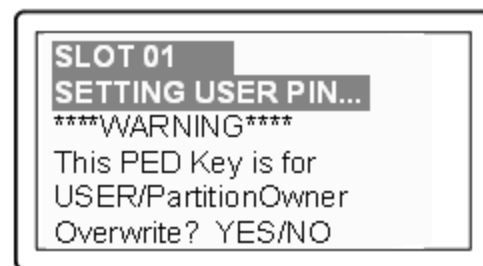 SLOT 01
SETTING USER PIN...
****WARNING****
This PED Key is for
USER/PartitionOwner
Overwrite? YES/NO